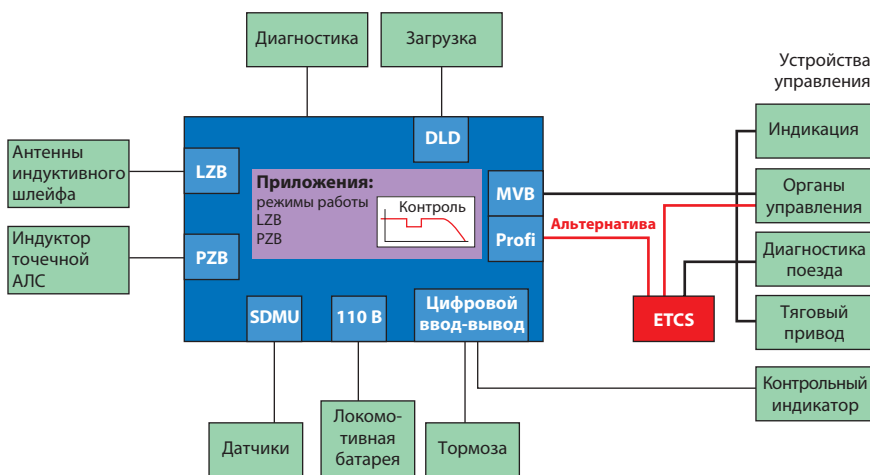 Диагностика
Загрузка
Устройства
управления
Антенны
индуктивного
шлейфа
Индуктор
точечной
АЛС
LZB
PZB
DLD
Приложения:
режимы работы
LZB
PZB
Контроль
MVB
Profi
Альтернатива
SDMU
110 В
Цифровой
ввод-вывод
ETCS
Индикация
Органы
управления
Диагностика
поезда
Тяговый
привод
Контрольный
индикатор
Датчики
Локомо-
тивная
батарея
Тормоза